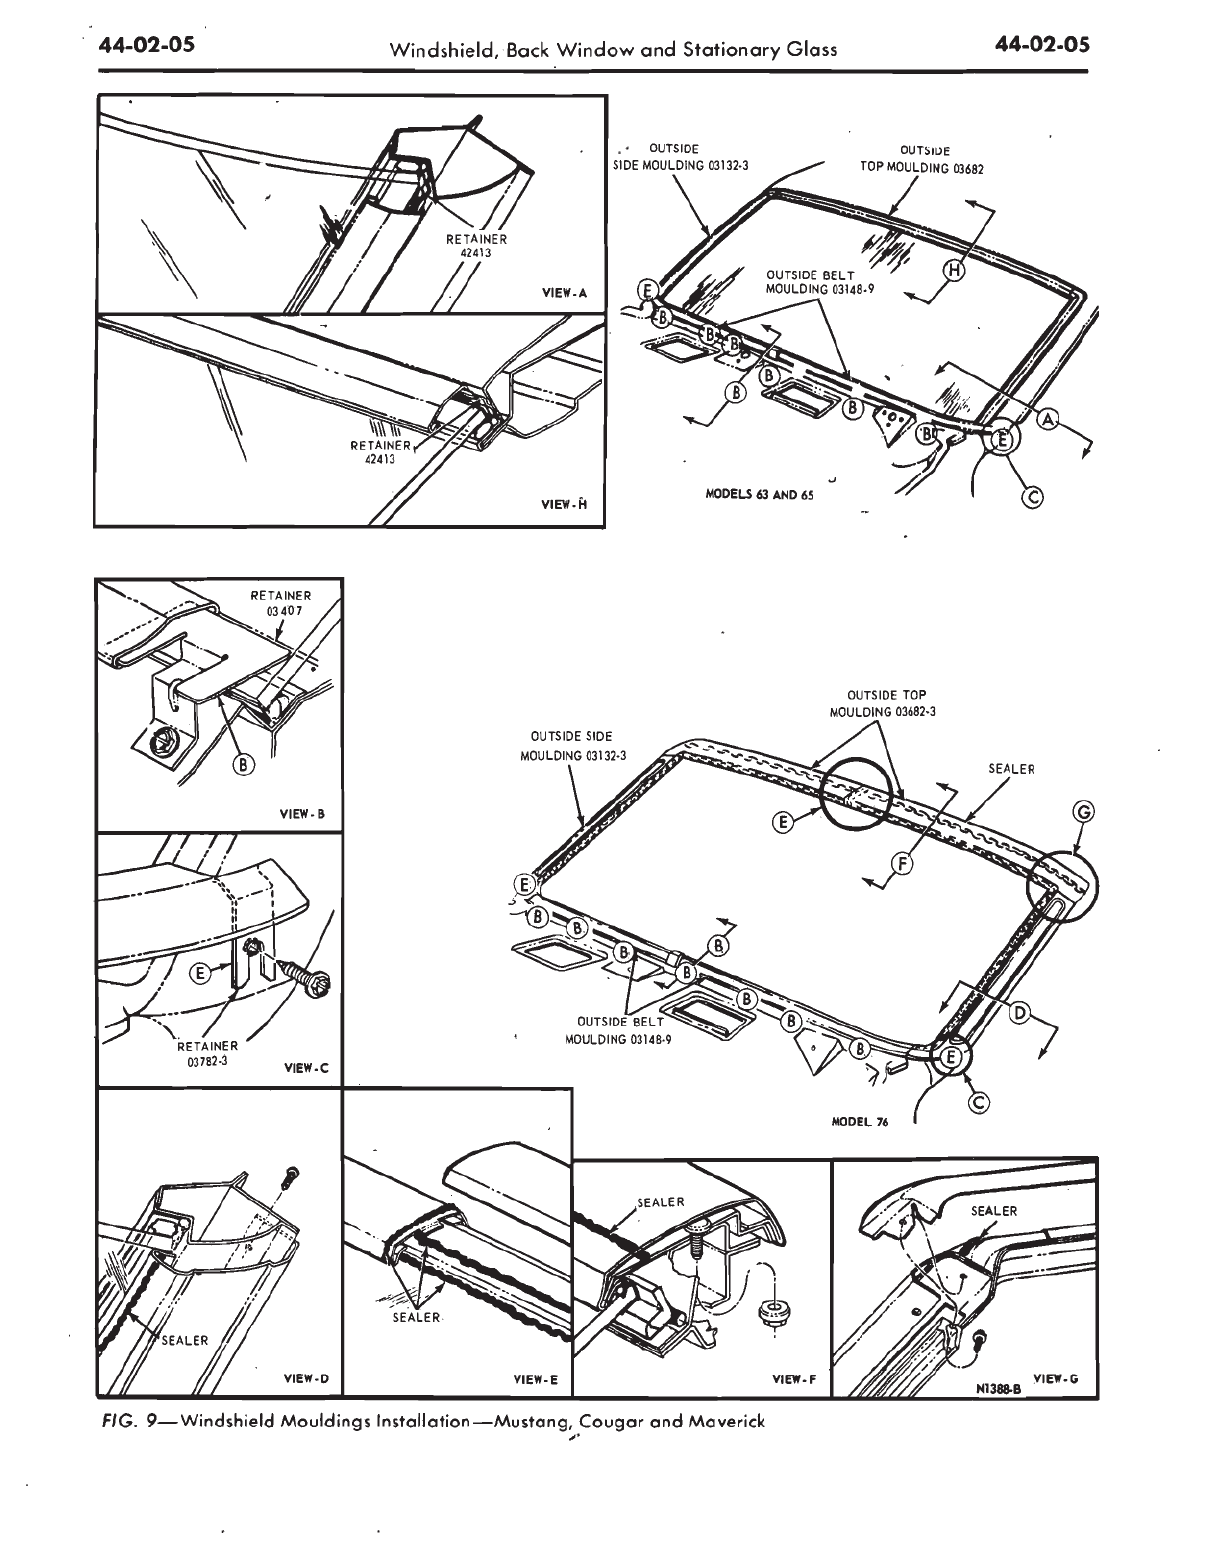 44-02-05
Windshield, Back Window and Stationary Glass
44-02-05
RETAINER
42413
VIEW-A
RETAINER
42413
VIEW-H
OUTSIDE
SIDE MOULDING 03132-3
OUTSIDE
TOP MOULDING 03682
OUTSIDE BELT
MOULDING 03148-9
H
E
B
B
B
B
B
B
B
A
E
C
MODELS 63 AND 65
RETAINER
03407
B
VIEW-B
E
RETAINER
03782-3
VIEW-C
OUTSIDE TOP
MOULDING 03682-3
OUTSIDE SIDE
MOULDING 03132-3
SEALER
E
G
F
E
B
B
B
B
B
B
B
B
D
OUTSIDE BELT
MOULDING 03148-9
E
C
MODEL 76
SEALER
VIEW-D
SEALER
VIEW-E
SEALER
VIEW-F
SEALER
N1388-B
VIEW-G
FIG. 9—Windshield Mouldings Installation—Mustang, Cougar and Maverick